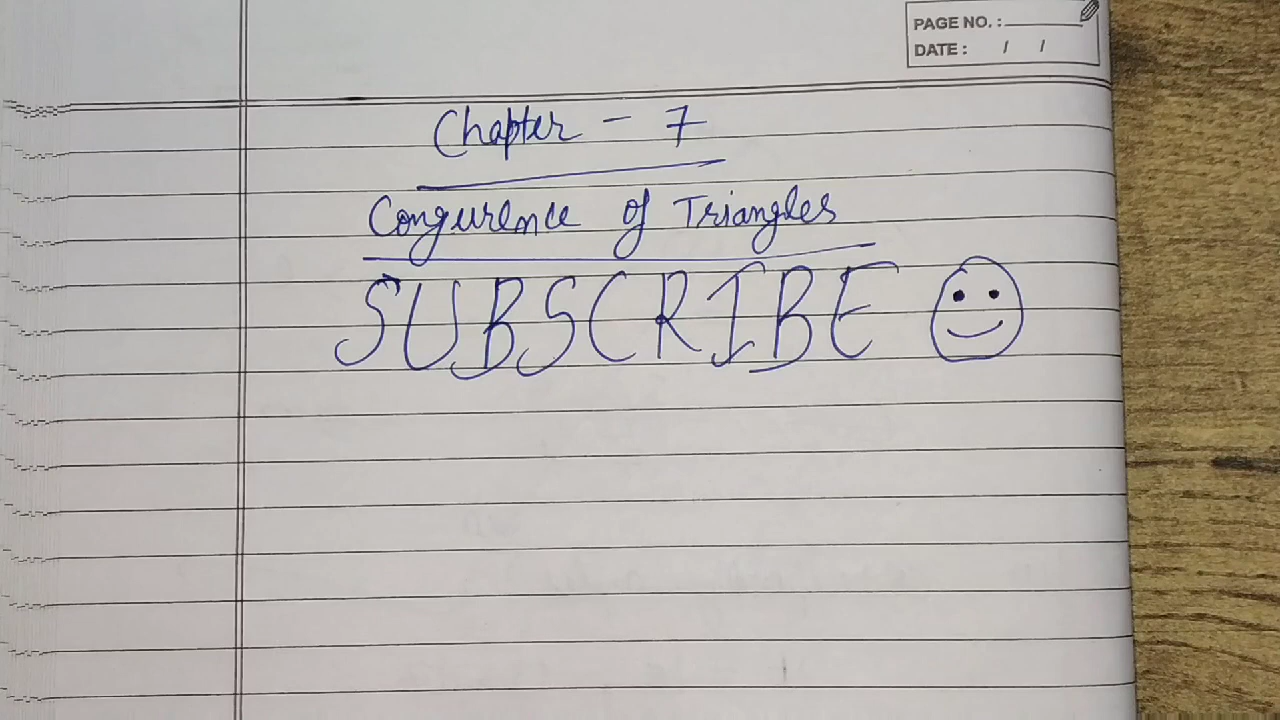 PAGE NO. :
DATE : / /
Chapter - 7
Congurence of Triangles
SUBSCRIBE